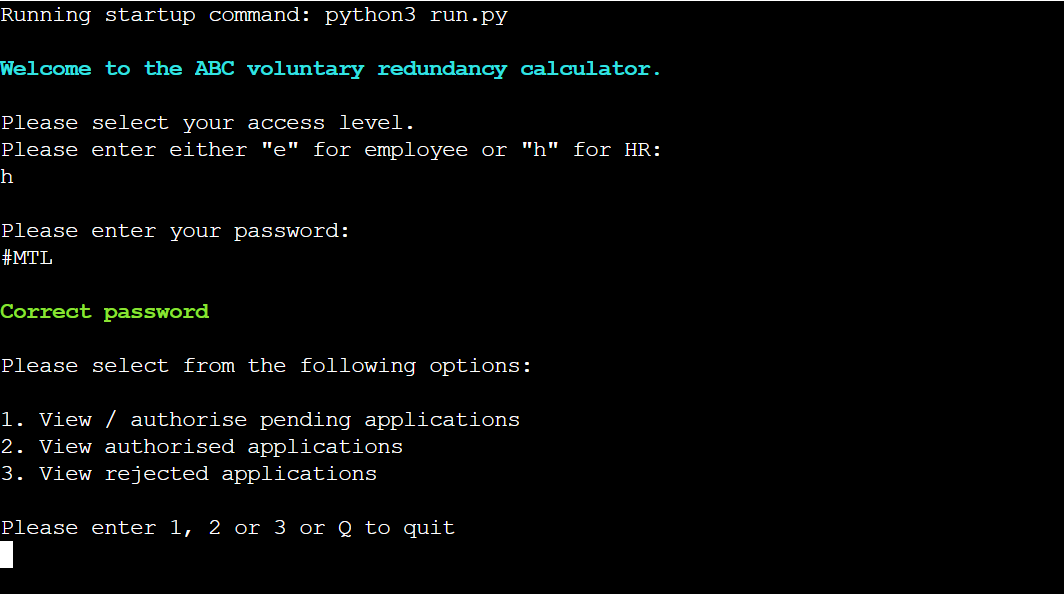 Running startup command: python3 run.py
Welcome to the ABC voluntary redundancy calculator.
Please select your access level.
Please enter either "e" for employee or "h" for HR:
h
Please enter your password:
#MTL
Correct password
Please select from the following options:
1. View / authorise pending applications
2. View authorised applications
3. View rejected applications
Please enter 1, 2 or 3 or Q to quit